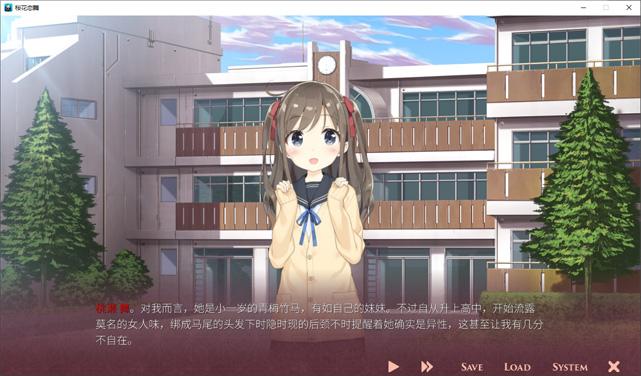 桜花恋舞
桃瀬 舞。对我而言，她是小一岁的青梅竹马，有如自己的妹妹。不过自从升上高中，开始流露
莫名的女人味，绑成马尾的头发下时隐时现的后颈不时提醒着她确实是异性，这甚至让我有几分
不自在。
SAVE LOAD SYSTEM